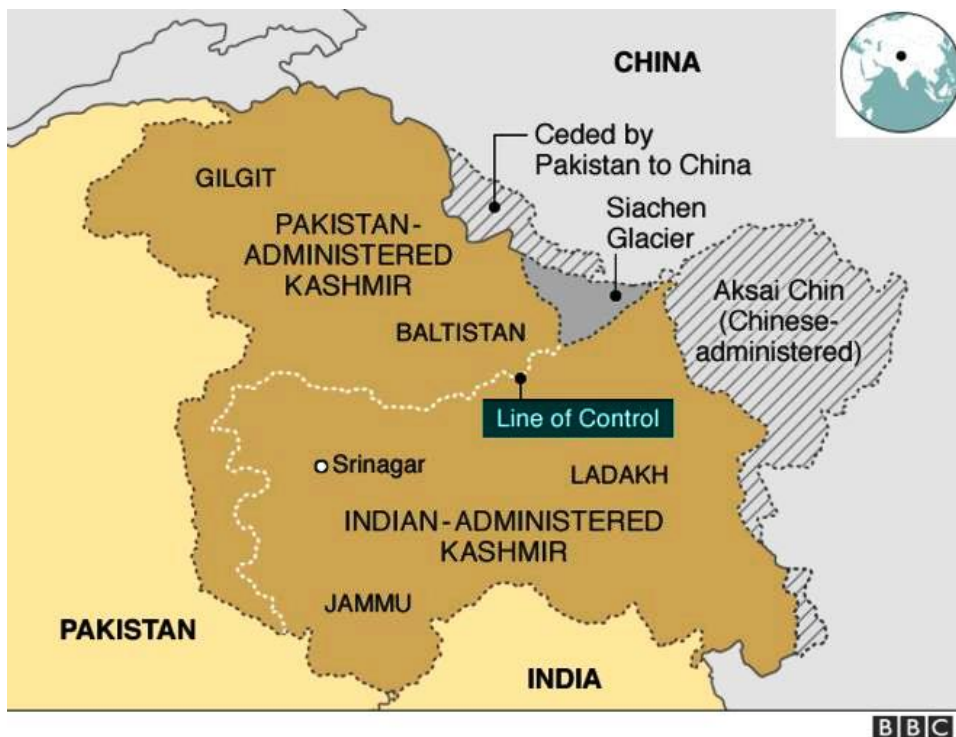 CHINA
Ceded by
Pakistan to China
Siachen
Glacier
GILGIT
PAKISTAN-
ADMINISTERED
KASHMIR
Aksai Chin
(Chinese-
administered)
BALTISTAN
Line of Control
Srinagar
LADAKH
INDIAN-ADMINISTERED
KASHMIR
JAMMU
PAKISTAN
INDIA
BBC